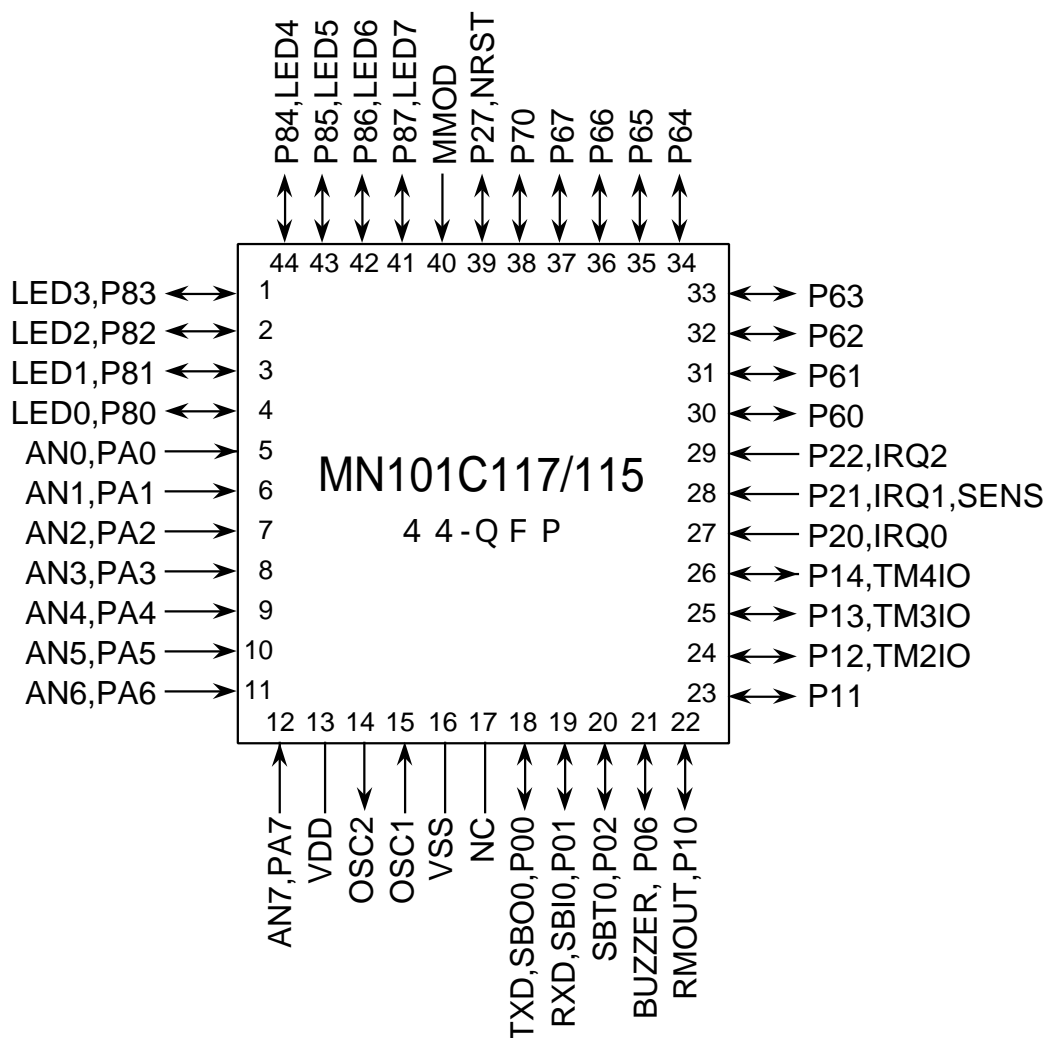 P84,LED4
P85,LED5
P86,LED6
P87,LED7
MMOD
P27,NRST
P70
P67
P66
P65
P64
44 43 42 41 40 39 38 37 36 35 34
LED3,P83 1
LED2,P82 2
LED1,P81 3
LED0,P80 4
AN0,PA0 5
AN1,PA1 6
AN2,PA2 7
AN3,PA3 8
AN4,PA4 9
AN5,PA5 10
AN6,PA6 11
MN101C117/115
44-QFP
33 P63
32 P62
31 P61
30 P60
29 P22,IRQ2
28 P21,IRQ1,SENS
27 P20,IRQ0
26 P14,TM4IO
25 P13,TM3IO
24 P12,TM2IO
23 P11
12 13 14 15 16 17 18 19 20 21 22
AN7,PA7
VDD
OSC2
OSC1
VSS
NC
TXD,SBO0,P00
RXD,SBI0,P01
SBT0,P02
BUZZER, P06
RMOUT,P10